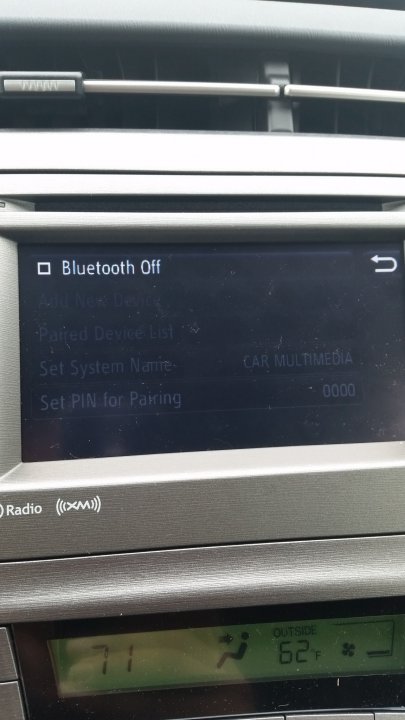 Bluetooth Off
Add New Device
Paired Device List
Set System Name CAR MULTIMEDIA
Set PIN for Pairing 0000
Radio ((XM))
OUTSIDE
71 62 F